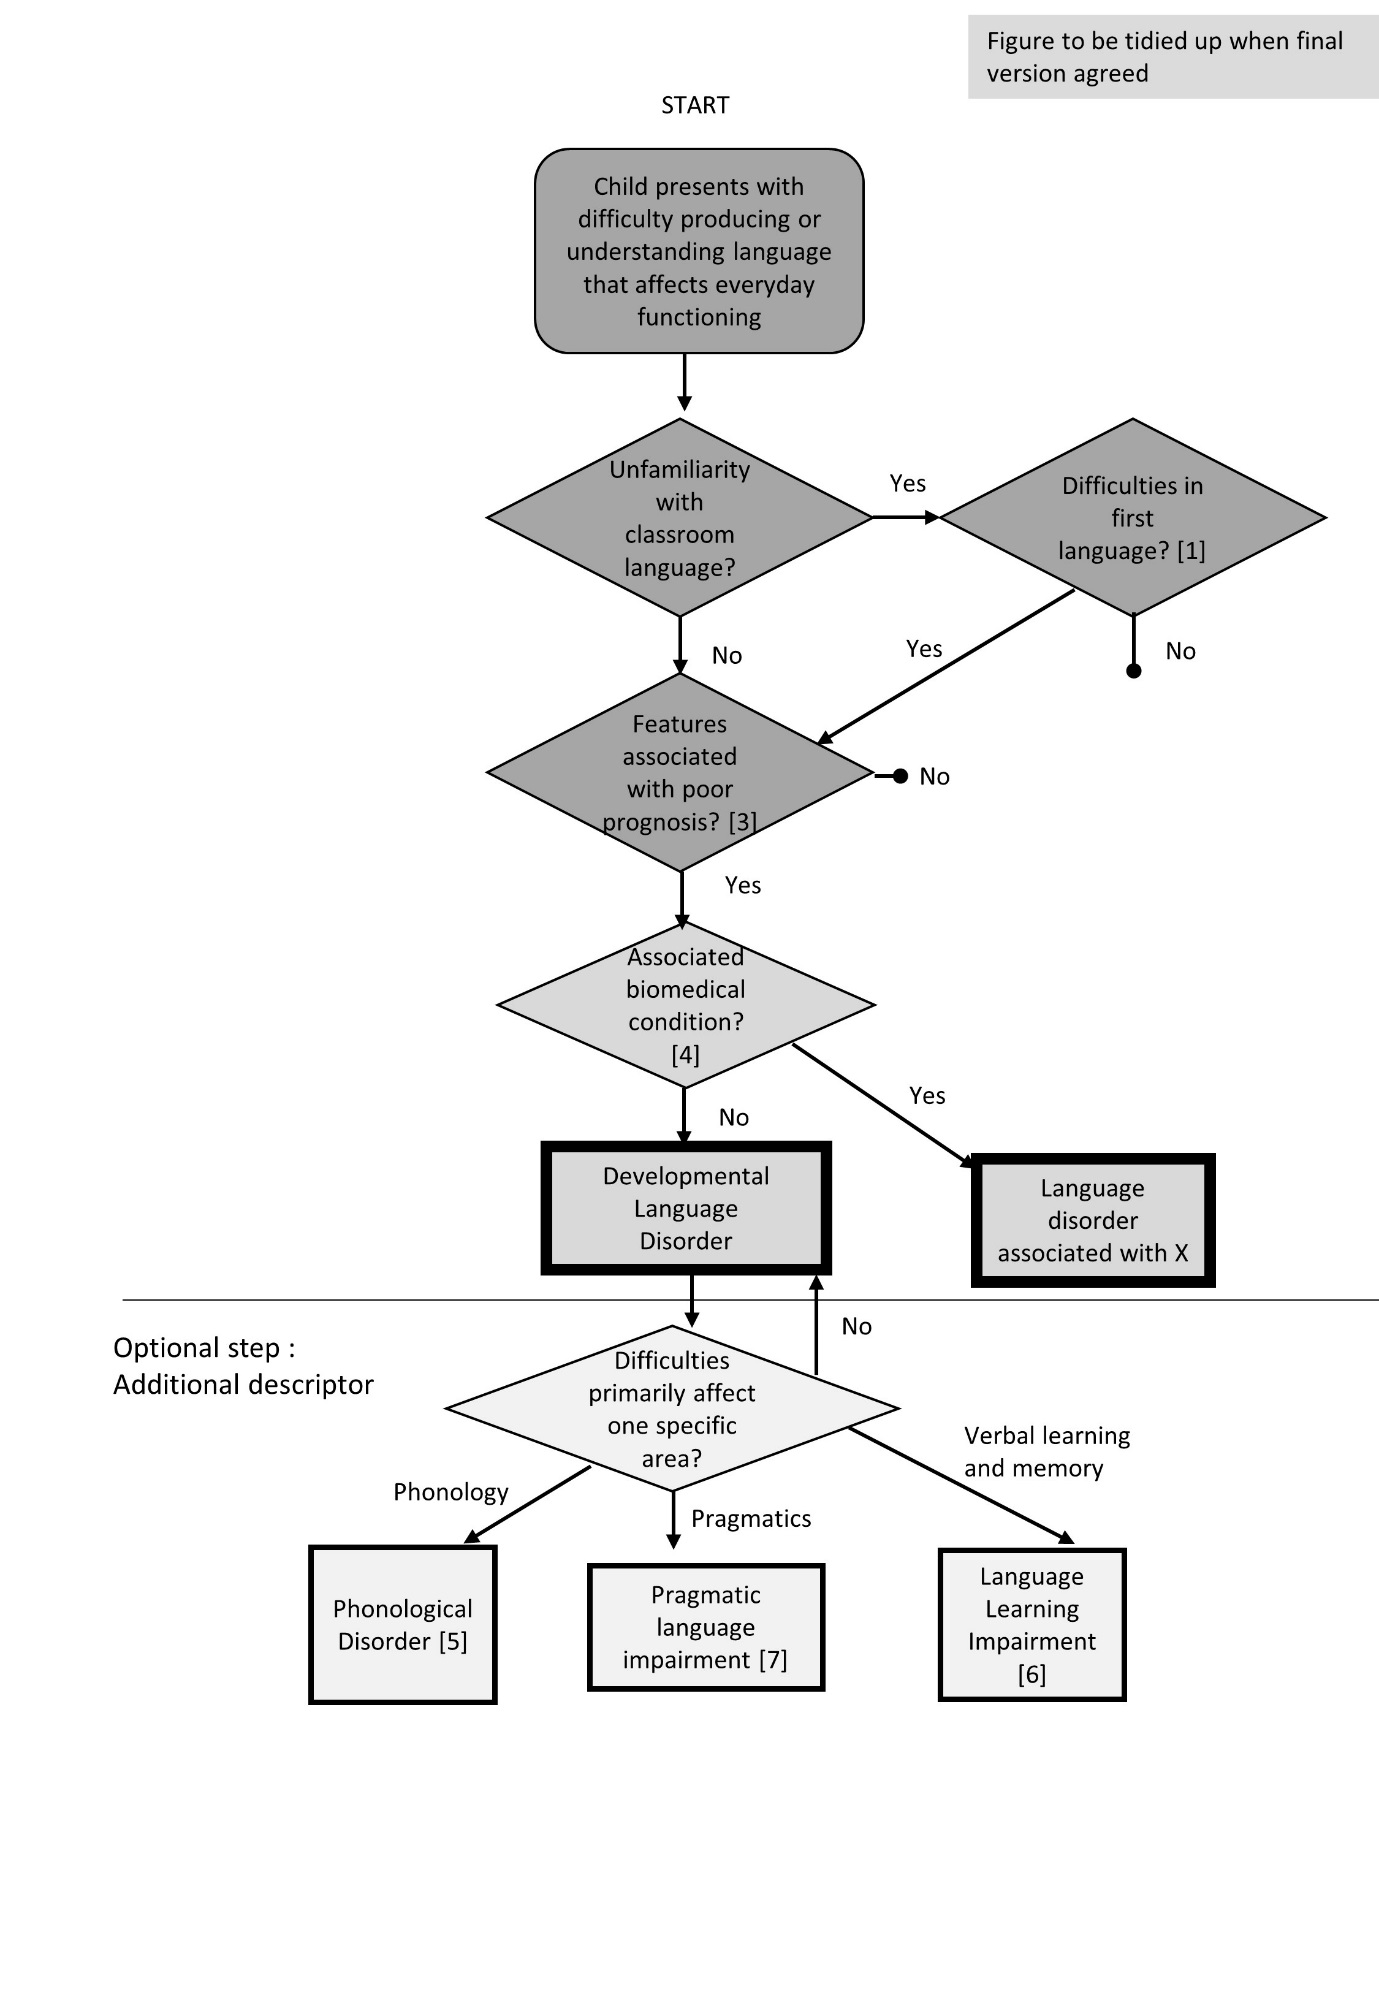 Figure to be tidied up when final
version agreed
START
Child presents with
difficulty producing or
understanding language
that affects everyday
functioning
Unfamiliarity
with
classroom
language?
Yes
Difficulties in
first
language? [1]
No
Yes
No
Features
associated
with poor
prognosis? [3]
No
Yes
Associated
biomedical
condition?
[4]
Yes
No
Developmental
Language
Disorder
Language
disorder
associated with X
Optional step :
Additional descriptor
No
Difficulties
primarily affect
one specific
area?
Verbal learning
and memory
Phonology
Pragmatics
Phonological
Disorder [5]
Pragmatic
language
impairment [7]
Language
Learning
Impairment
[6]